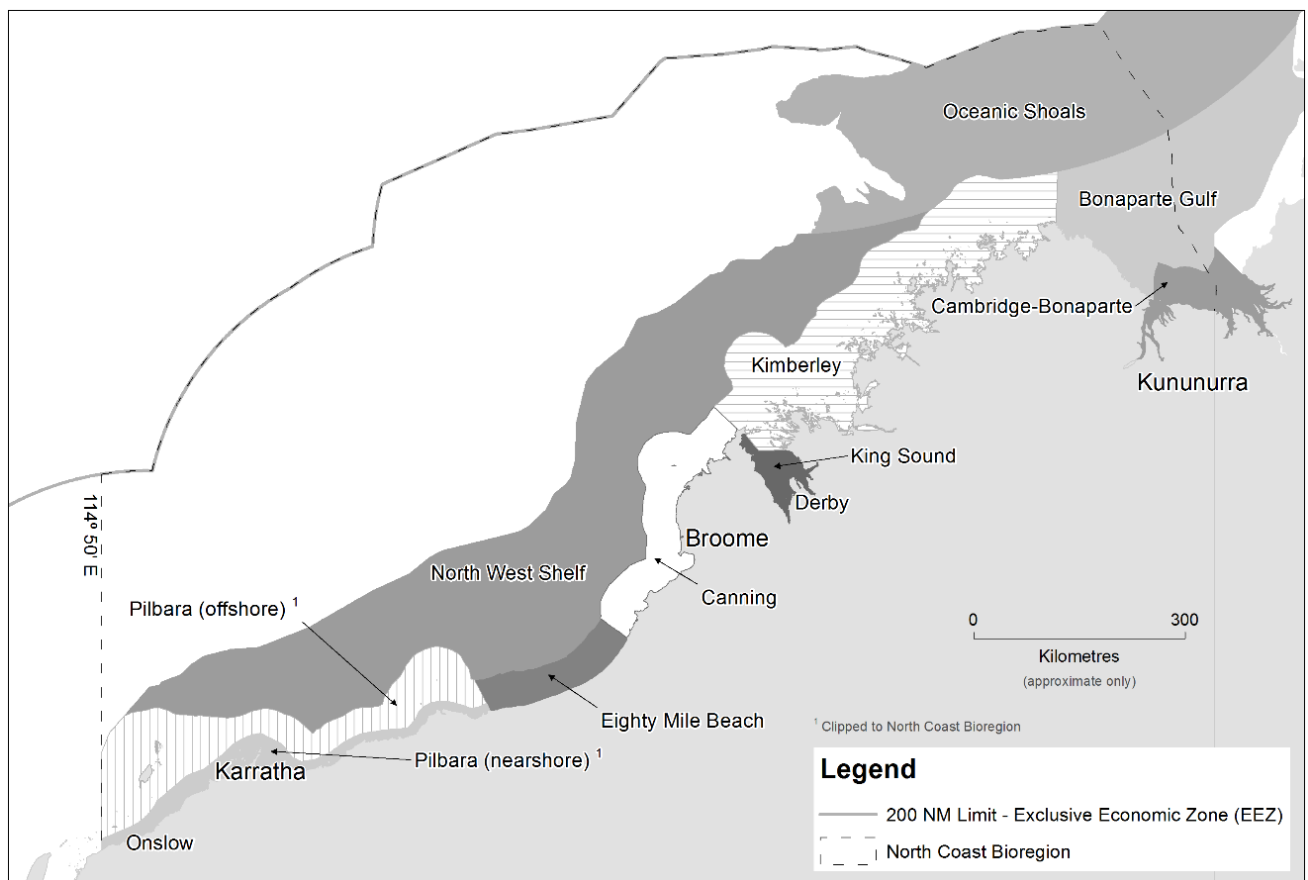 Oceanic Shoals
Bonaparte Gulf
Cambridge-Bonaparte
Kununurra
Kimberley
King Sound
Derby
Broome
114º 50' E
North West Shelf
Canning
Pilbara (offshore) ¹
0 300
Kilometres
(approximate only)
Eighty Mile Beach
¹ Clipped to North Coast Bioregion
Pilbara (nearshore) ¹
Karratha
Onslow
Legend
200 NM Limit - Exclusive Economic Zone (EEZ)
North Coast Bioregion